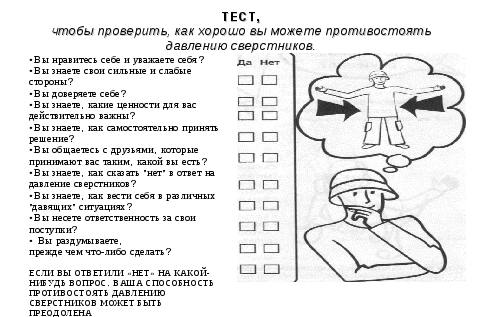 ТЕСТ,
чтобы проверить, как хорошо вы можете противостоять
давлению сверстников.
•Вы нравитесь себе и уважаете себя?
•Вы знаете свои сильные и слабые
стороны?
•Вы доверяете себе?
•Вы знаете, какие ценности для вас
действительно важны?
•Вы знаете, как самостоятельно принять
решение?
•Вы общаетесь с друзьями, которые
принимают вас таким, какой вы есть?
•Вы знаете, как сказать "нет" в ответ на
давление сверстников?
•Вы знаете, как вести себя в различных
"давящих" ситуациях?
•Вы несете ответственность за свои
поступки?
• Вы раздумываете,
прежде чем что-либо сделать?
ЕСЛИ ВЫ ОТВЕТИЛИ «НЕТ» НА КАКОЙ-
НИБУДЬ ВОПРОС, ВАША СПОСОБНОСТЬ
ПРОТИВОСТОЯТЬ ДАВЛЕНИЮ
СВЕРСТНИКОВ МОЖЕТ БЫТЬ
ПРЕОДОЛЕНА
Да Нет